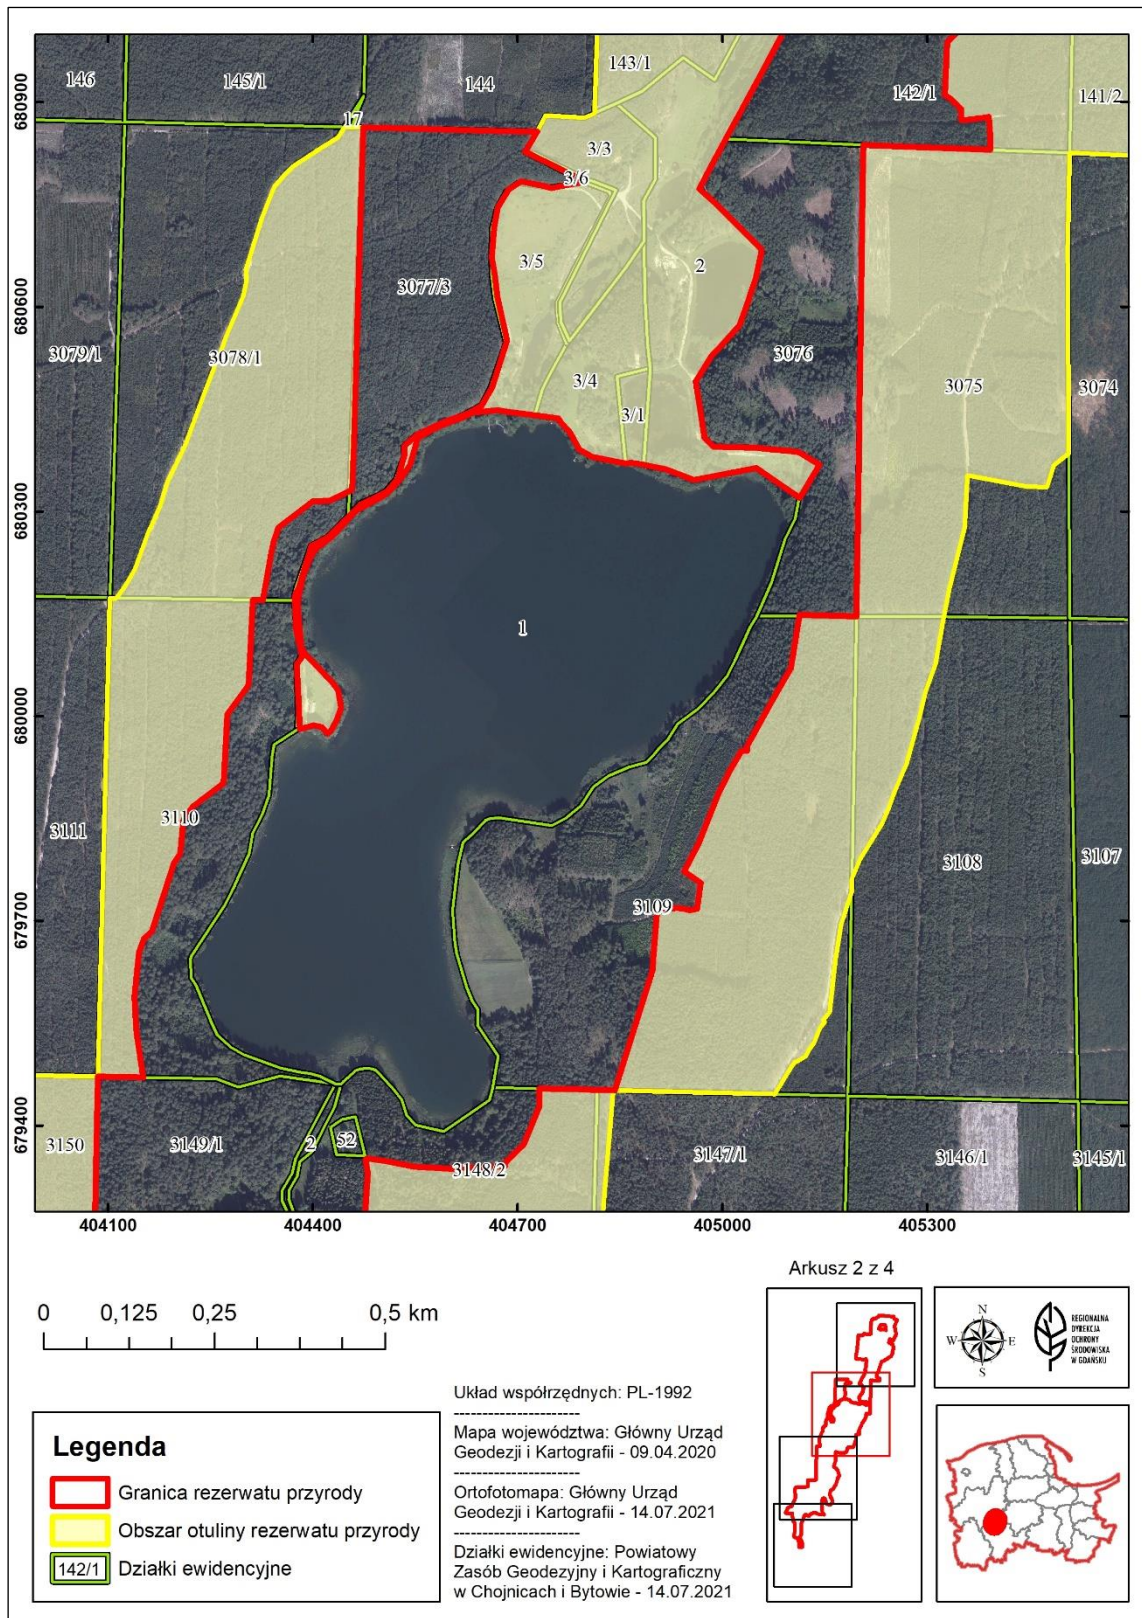 146
145/1
144
143/1
142/1
141/2
17
3/3
3/6
3/5
2
3077/3
3079/1
3078/1
3076
3075
3074
3/4
3/1
1
3110
3111
3109
3108
3107
3150
3149/1
2
52
3148/2
3147/1
3146/1
3145/1
680900
680600
680300
680000
679700
679400
404100 404400 404700 405000 405300
0 0,125 0,25 0,5 km
Arkusz 2 z 4
N
W E
S
REGIONALNA
DYREKCJA
OCHRONY
ŚRODOWISKA
W GDAŃSKU
Układ współrzędnych: PL-1992
----------------------
Mapa województwa: Główny Urząd
Geodezji i Kartografii - 09.04.2020
----------------------
Ortofotomapa: Główny Urząd
Geodezji i Kartografii - 14.07.2021
----------------------
Działki ewidencyjne: Powiatowy
Zasób Geodezyjny i Kartograficzny
w Chojnicach i Bytowie - 14.07.2021
Legenda
Granica rezerwatu przyrody
Obszar otuliny rezerwatu przyrody
142/1 Działki ewidencyjne